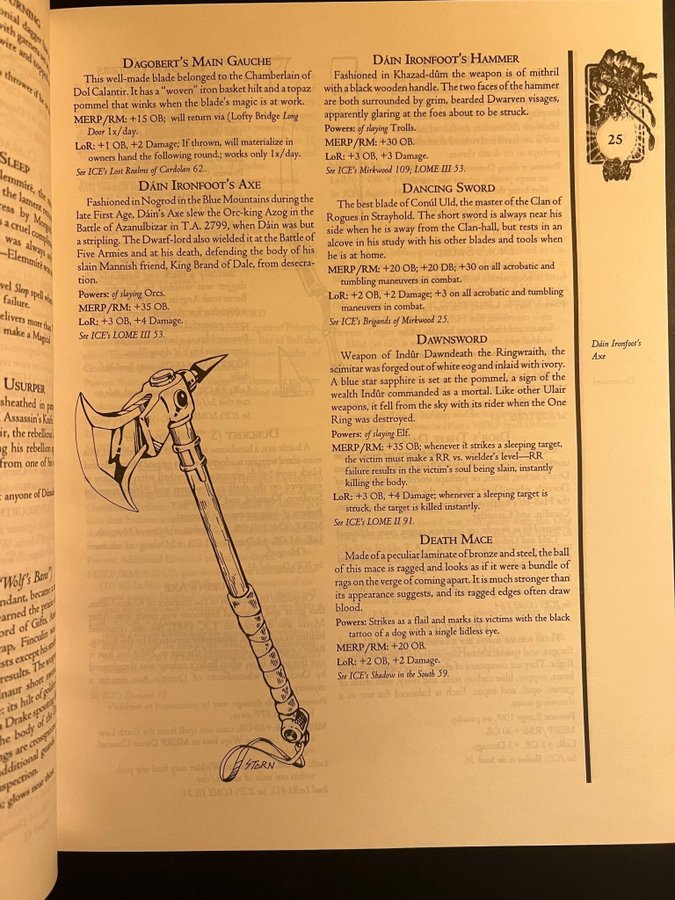 DAGOBERT'S MAIN GAUCHE
This well-made blade belonged to the Chamberlain of
Dol Calantir. It has a "woven" iron basket hilt and a topaz
pommel that winks when the blade's magic is at work.
MERP/RM: +15 OB; will return via (Lofty Bridge Long
Door 1x/day.
LoR: +1 OB, +2 Damage; If thrown, will materialize in
owners hand the following round.; works only 1x/day.
See ICE's Lost Realms of Cardolan 62..
DÁIN IRONFOOT'S AXE
Fashioned in Nogrod in the Blue Mountains during the
late First Age, Dáin's Axe slew the Orc-king Azog in the
Battle of Azanulbizar in T.A. 2799, when Dáin was but
a stripling. The Dwarf-lord also wielded it at the Battle of
Five Armies and at his death, defending the body of his
slain Mannish friend, King Brand of Dale, from desecra-
tion.
Powers: of slaying Orcs.
MERP/RM: +35 OB.
LoR: +3 OB, +4 Damage.
See ICE's LOME III 53.
STORN
DÁIN IRONFOOT'S HAMMER
Fashioned in Khazad-dûm the weapon is of mithril
with a black wooden handle. The two faces of the hammer
are both surrounded by grim, bearded Dwarven visages,
apparently glaring at the foes about to be struck.
Powers: of slaying Trolls.
MERP/RM: +30 OB.
LoR: +3 OB, +3 Damage.
See ICE's Mirkwood 109; LOME III 53.
DANCING SWORD
The best blade of Conúl Uld, the master of the Clan of
Rogues in Strayhold. The short sword is always near his
side when he is away from the Clan-hall, but rests in an
alcove in his study with his other blades and tools when
he is at home.
MERP/RM: +20 OB; +20 DB; +30 on all acrobatic and
tumbling maneuvers in combat.
LoR: +2 OB, +2 Damage; +3 on all acrobatic and tumbling
maneuvers in combat.
See ICE's Brigands of Mirkwood 25.
DAWNSWORD
Weapon of Indûr Dawndeath the Ringwraith, the
scimitar was forged out of white eog and inlaid with ivory.
A blue star sapphire is set at the pommel, a sign of the
wealth Indûr commanded as a mortal. Like other Ulair
weapons, it fell from the sky with its rider when the One
Ring was destroyed.
Powers: of slaying Elf.
MERP/RM: +35 OB; whenever it strikes a sleeping target,
the victim must make a RR vs. wielder's level—RR
failure results in the victim's soul being slain, instantly
killing the body.
LoR: +3 OB, +4 Damage; whenever a sleeping target is
struck, the target is killed instantly.
See ICE's LOME II 91.
DEATH MACE
Made of a peculiar laminate of bronze and steel, the ball
of this mace is ragged and looks as if it were a bundle of
rags on the verge of coming apart. It is much stronger than
its appearance suggests, and its ragged edges often draw
blood.
Powers: Strikes as a flail and marks its victims with the black
tattoo of a dog with a single lidless eye.
MERP/RM: +20 OB.
LoR: +2 OB, +2 Damage.
See ICE's Shadow in the South 59.
25
Dáin Ironfoot's
Axe